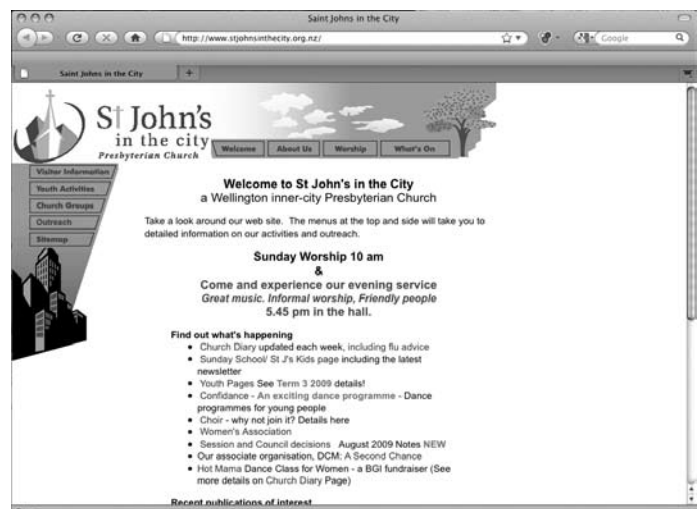 Saint Johns in the City
http://www.stjohnsinthecity.org.nz/
Google
Saint Johns in the City
St John's
in the city
Presbyterian Church
Welcome
About Us
Worship
What's On
Visitor Information
Youth Activities
Church Groups
Outreach
Sitemap
Welcome to St John's in the City
a Wellington inner-city Presbyterian Church
Take a look around our web site. The menus at the top and side will take you to
detailed information on our activities and outreach.
Sunday Worship 10 am
&
Come and experience our evening service
Great music. Informal worship, Friendly people
5.45 pm in the hall.
Find out what's happening
• Church Diary updated each week, including flu advice
• Sunday School/ St J's Kids page including the latest
newsletter
• Youth Pages See Term 3 2009 details!
• Confidance - An exciting dance programme - Dance
programmes for young people
• Choir - why not join it? Details here
• Women's Association
• Session and Council decisions August 2009 Notes NEW
• Our associate organisation, DCM: A Second Chance
• Hot Mama Dance Class for Women - a BGI fundraiser (See
more details on Church Diary Page)
Recent publications of interest